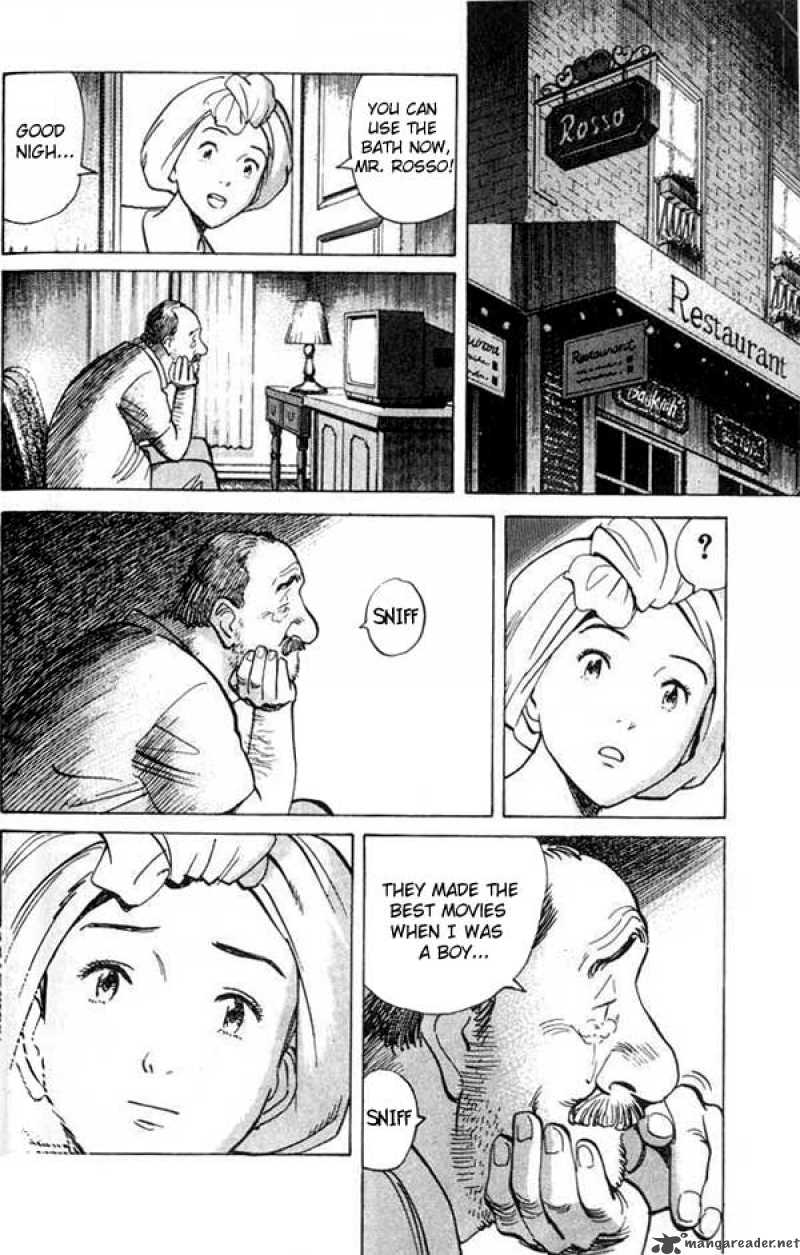 Rosso
Restaurant
Restaurant
YOU CAN
USE THE
BATH NOW,
MR. ROSSO!
GOOD
NIGH...
?
SNIFF
THEY MADE THE
BEST MOVIES
WHEN I WAS
A BOY...
SNIFF
mangareader.net